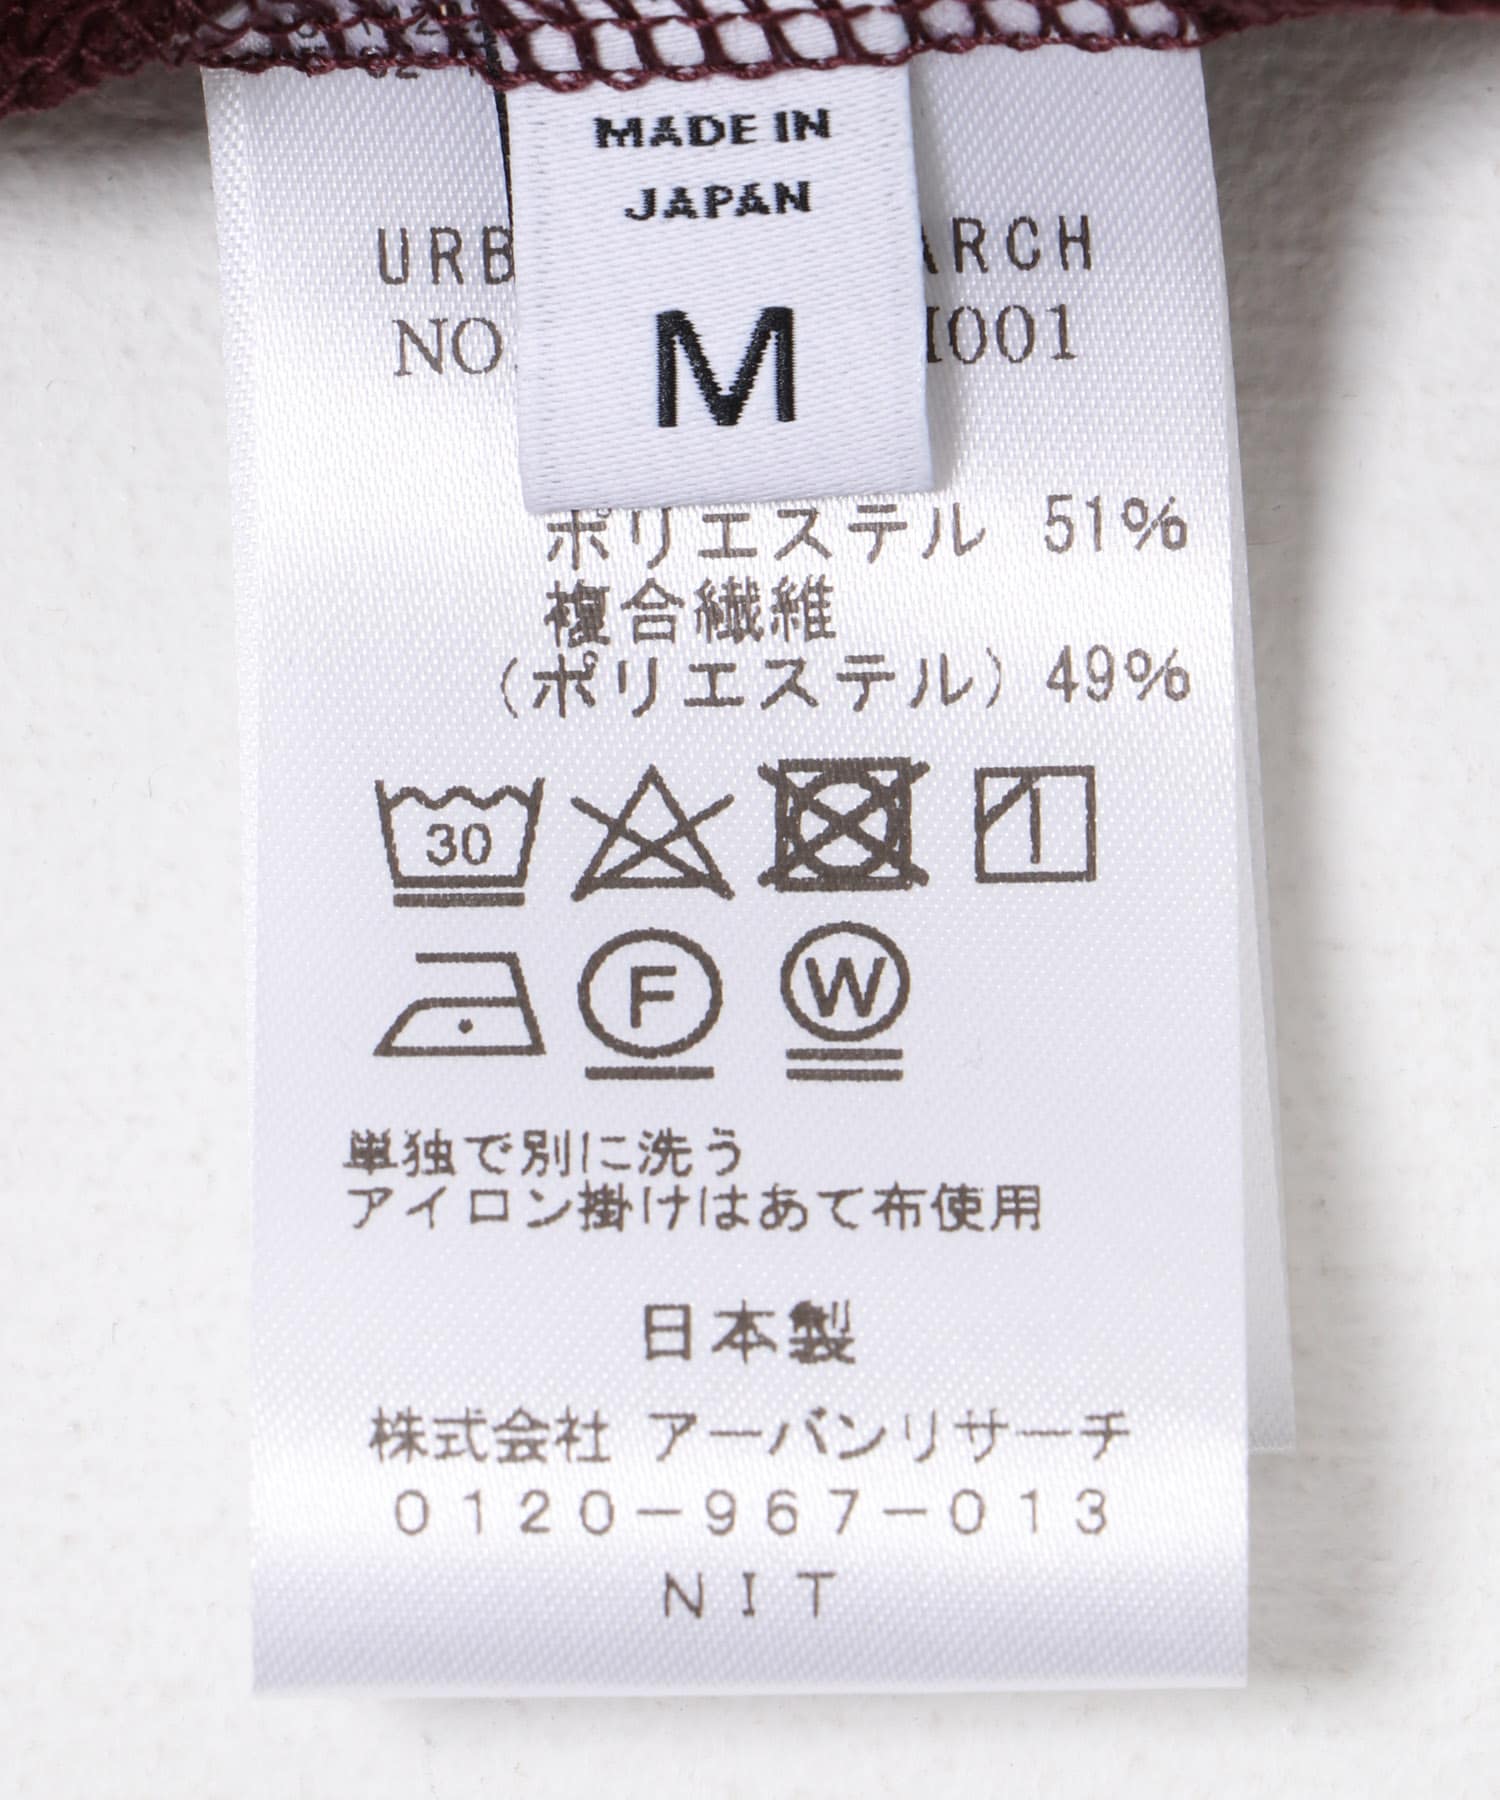 MADE IN
JAPAN
M
ポリエステル 51%
複合繊維
(ポリエステル) 49%
30
F
W
単独で別に洗う
アイロン掛けはあて布使用
日本製
株式会社 アーバンリサーチ
0120-967-013
NIT